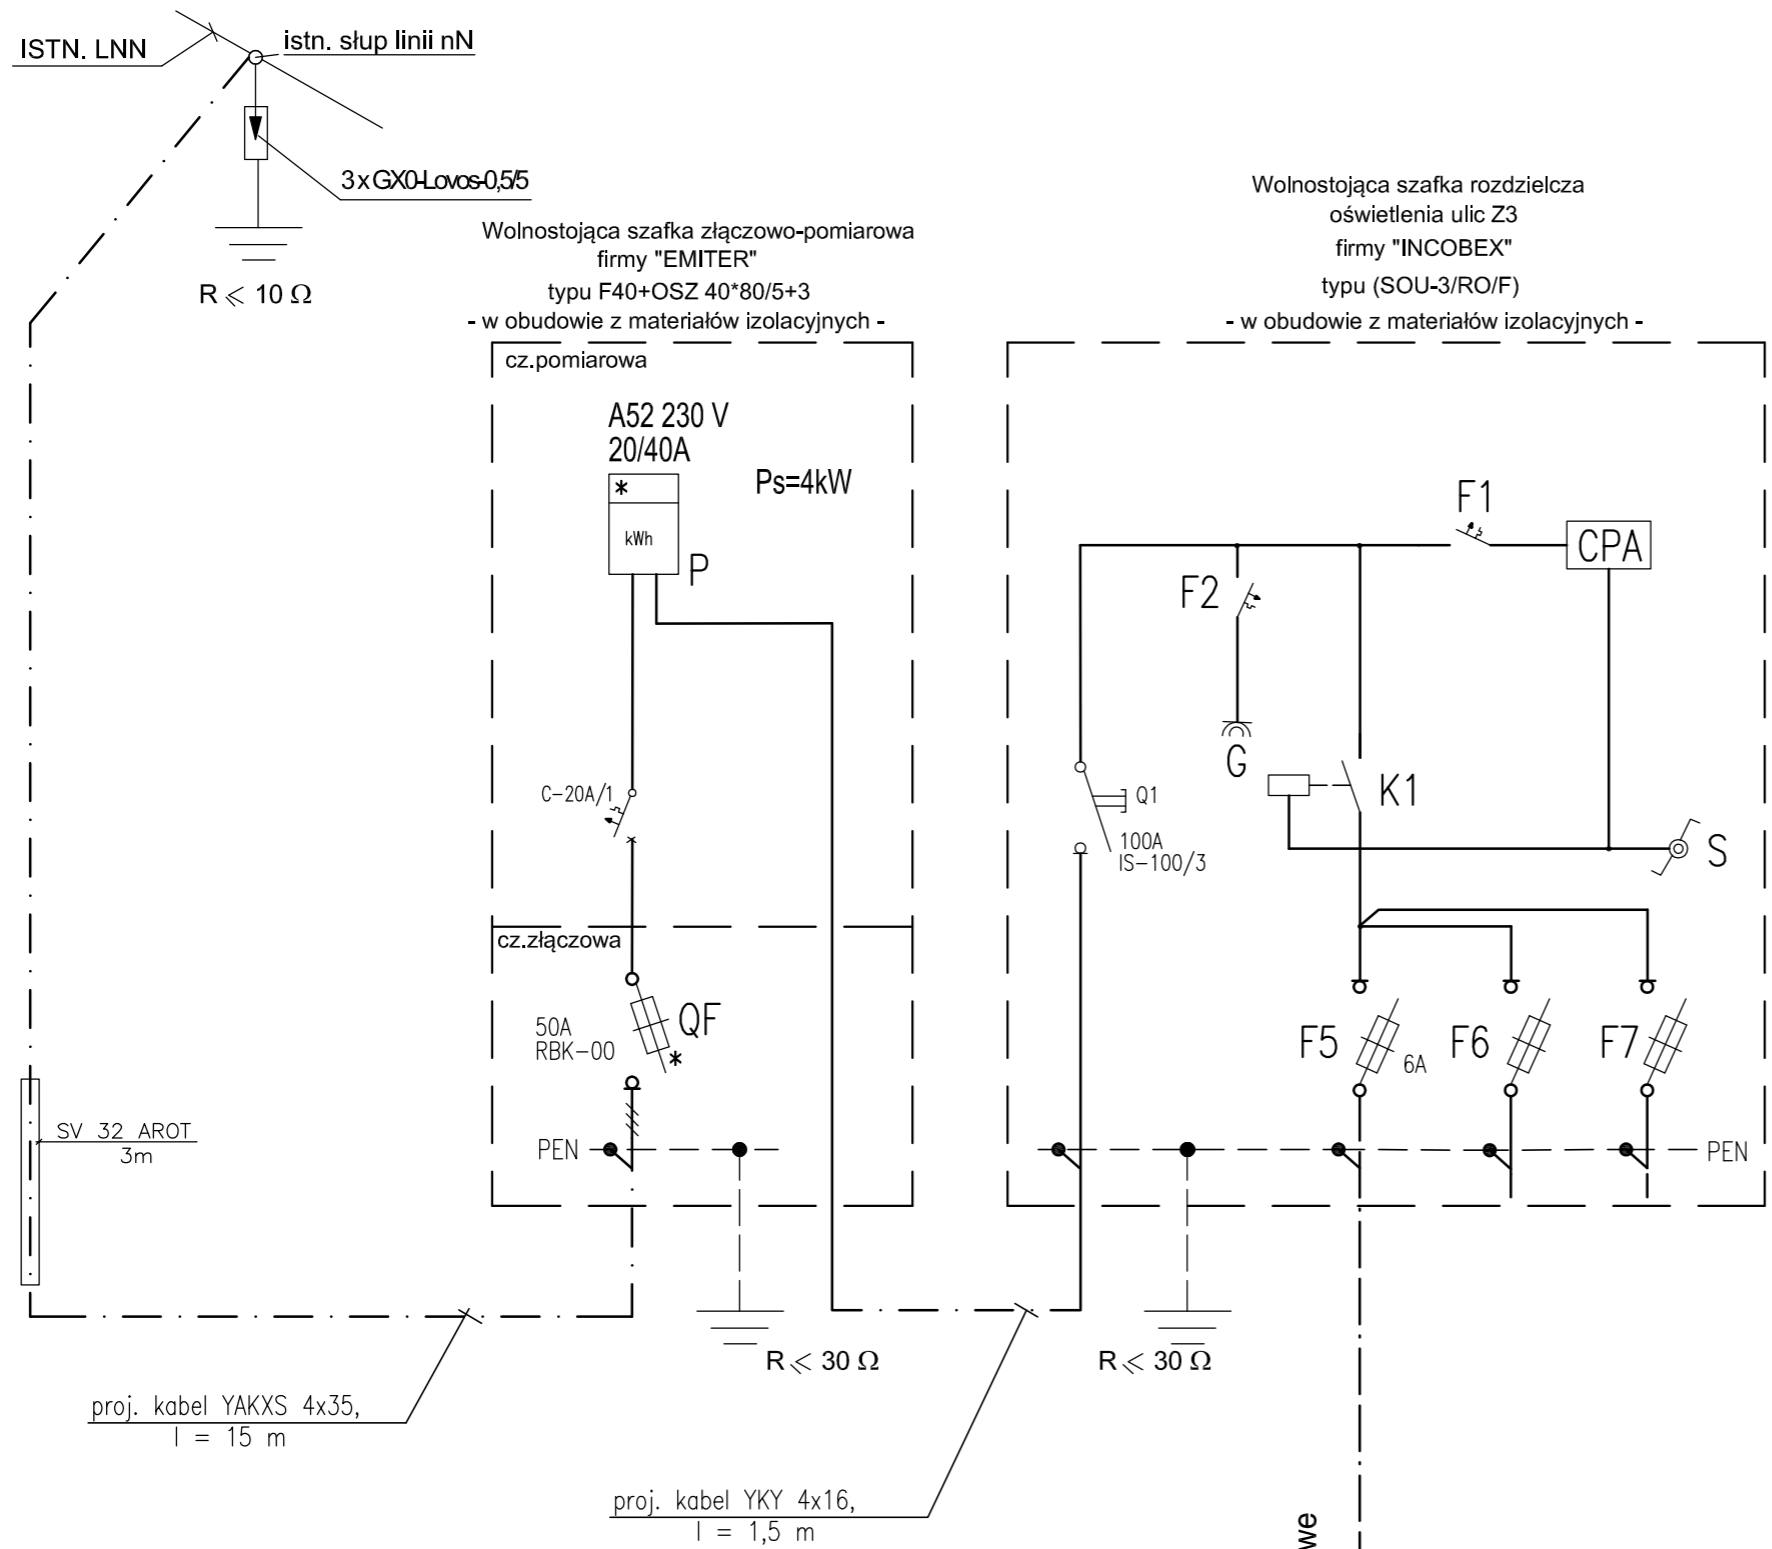 ISTN. LNN
istn. słup linii nN
3 x GX0-Lovos-0,5/5
R ⩽ 10 Ω
Wolnostojąca szafka złączowo-pomiarowa
firmy "EMITER"
typu F40+OSZ 40*80/5+3
- w obudowie z materiałów izolacyjnych -
Wolnostojąca szafka rozdzielcza
oświetlenia ulic Z3
firmy "INCOBEX"
typu (SOU-3/RO/F)
- w obudowie z materiałów izolacyjnych -
cz.pomiarowa
A52 230 V
20/40A
Ps=4kW
*
kWh
P
C-20A/1
cz.złączowa
50A
RBK-00
QF
*
PEN
R ⩽ 30 Ω
F1
CPA
F2
G
K1
Q1
100A
IS-100/3
S
F5
6A
F6
F7
PEN
R ⩽ 30 Ω
SV 32 AROT
3m
proj. kabel YAKXS 4x35,
l = 15 m
proj. kabel YKY 4x16,
l = 1,5 m